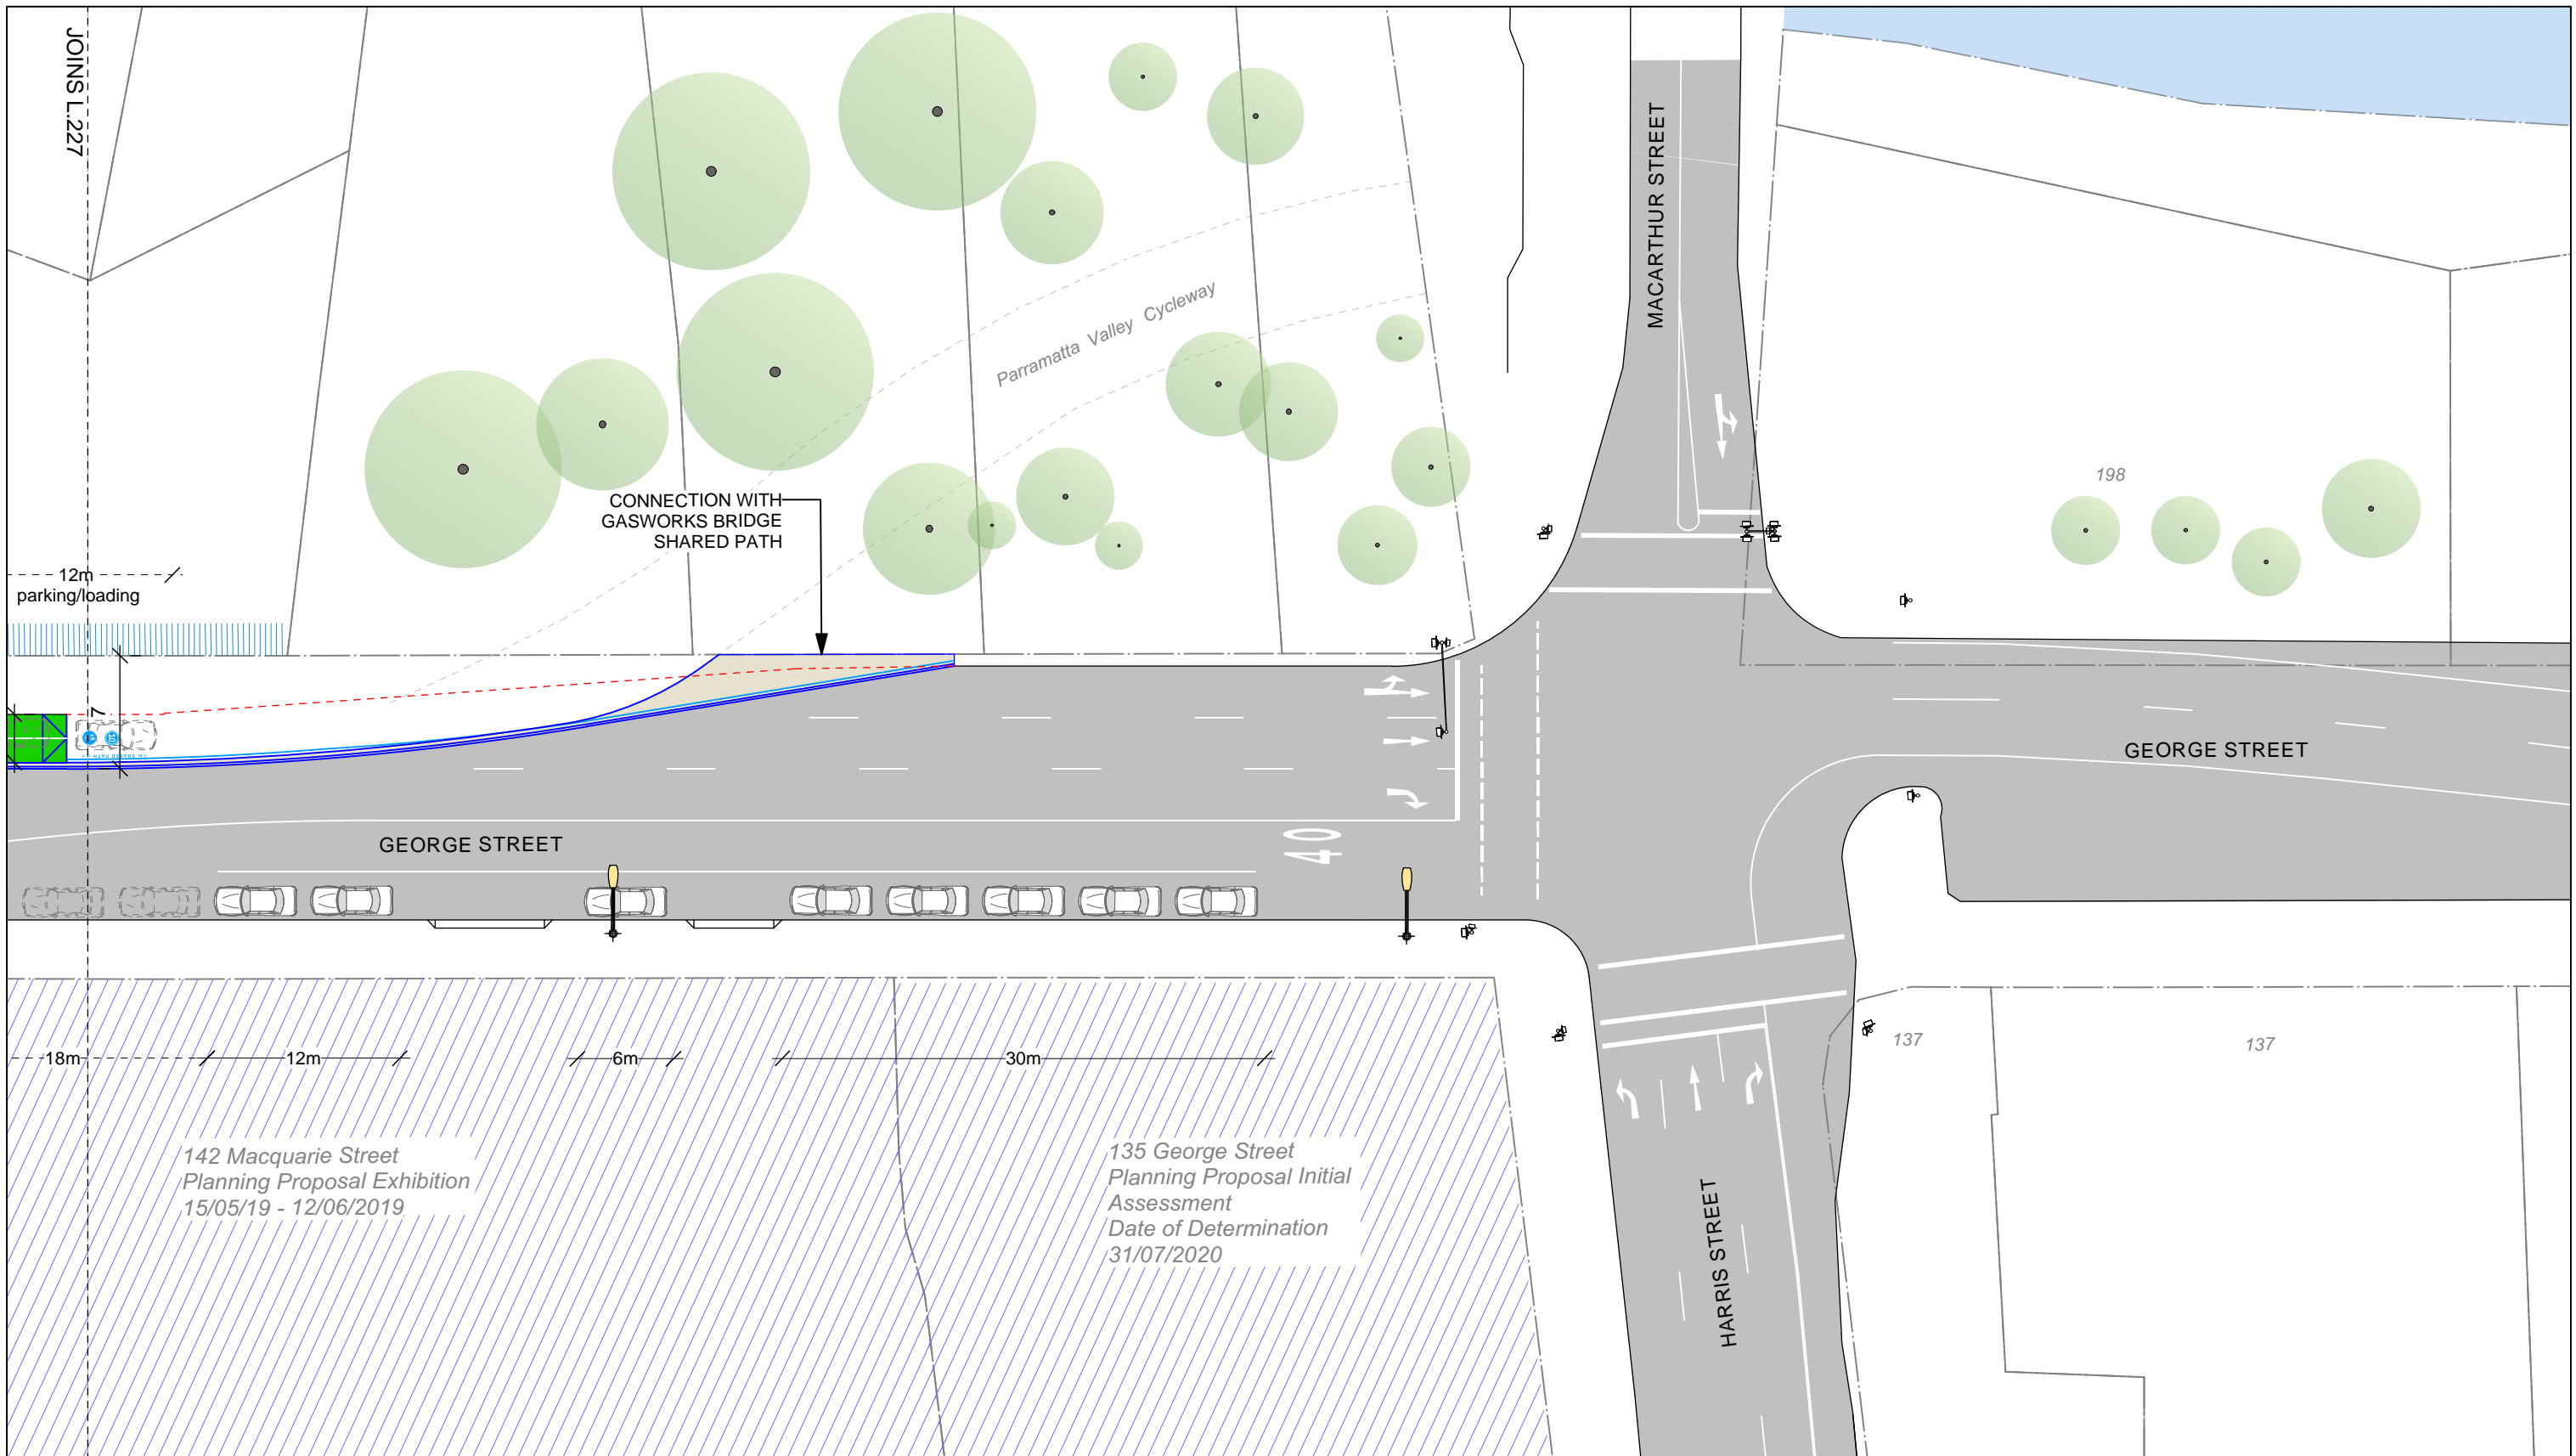 JOINS L.227
MACARTHUR STREET
Parramatta Valley Cycleway
198
CONNECTION WITH
GASWORKS BRIDGE
SHARED PATH
12m
parking/loading
7
GEORGE STREET
GEORGE STREET
40
18m
12m
6m
30m
137
137
142 Macquarie Street
Planning Proposal Exhibition
15/05/19 - 12/06/2019
135 George Street
Planning Proposal Initial
Assessment
Date of Determination
31/07/2020
HARRIS STREET